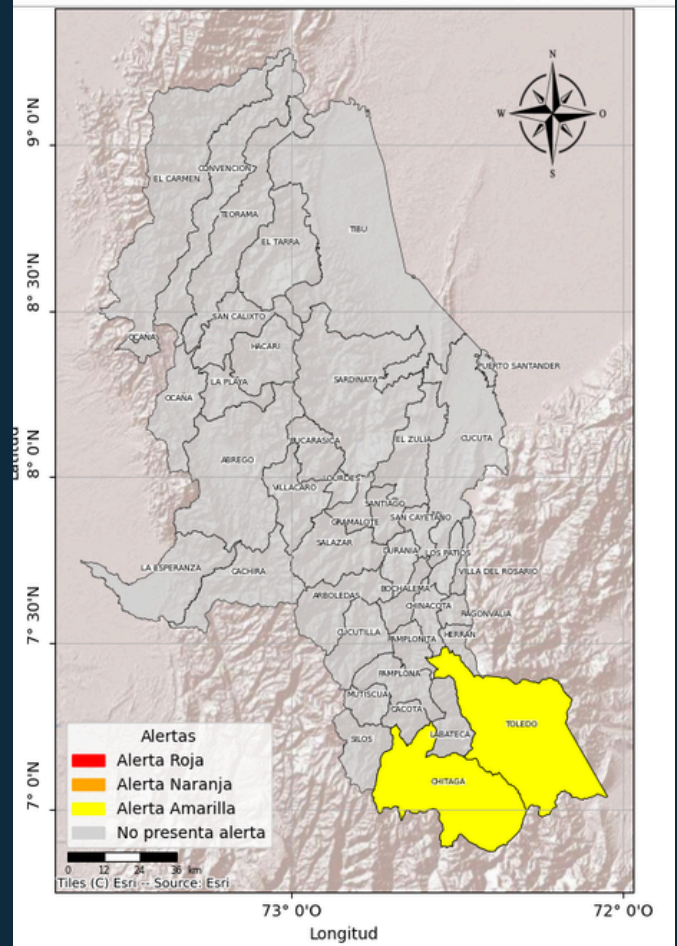 N
W
O
S
9° 0'N
8° 30'N
8° 0'N
7° 30'N
7° 0'N
EL CARMEN
CONVENCION
TEORAMA
EL TARRA
TIBU
SAN CALIXTO
OCAÑA
HACARI
PUERTO SANTANDER
LA PLAYA
SARDINATA
OCAÑA
BUCARASICA
EL ZULIA
CUCUTA
ABREGO
LOURDES
VILLACARO
SANTIAGO
GRAMALOTE
SAN CAYETANO
SALAZAR
DURANIA
LOS PATIOS
LA ESPERANZA
CACHIRA
VILLA DEL ROSARIO
ARBOLEDAS
BOCHALEMA
CHINACOTA
RAGONVALIA
CUCUTILLA
PAMPLONITA
HERRAN
PAMPLONA
MUTISCUA
CACOTA
TOLEDO
SILOS
LABATECA
CHITAGA
Alertas
Alerta Roja
Alerta Naranja
Alerta Amarilla
No presenta alerta
0 12 24 36 km
Tiles (C) Esri -- Source: Esri
73° 0'O
72° 0'O
Longitud